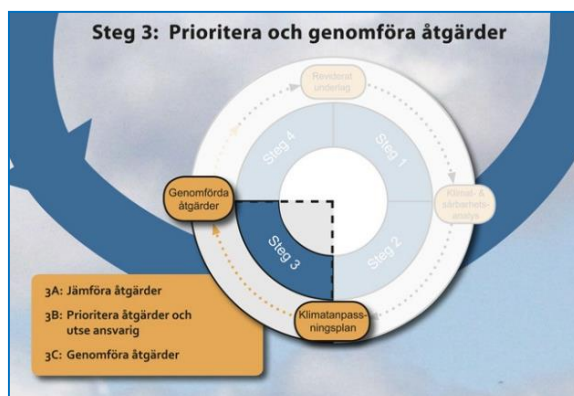 Steg 3: Prioritera och genomföra åtgärder
Reviderat
underlag
Steg 4
Steg 1
Genomförda
åtgärder
Klimat- &
sårbarhets-
analys
Steg 3
Steg 2
Klimatanpass-
ningsplan
3A: Jämföra åtgärder
3B: Prioritera åtgärder och
utse ansvarig
3C: Genomföra åtgärder